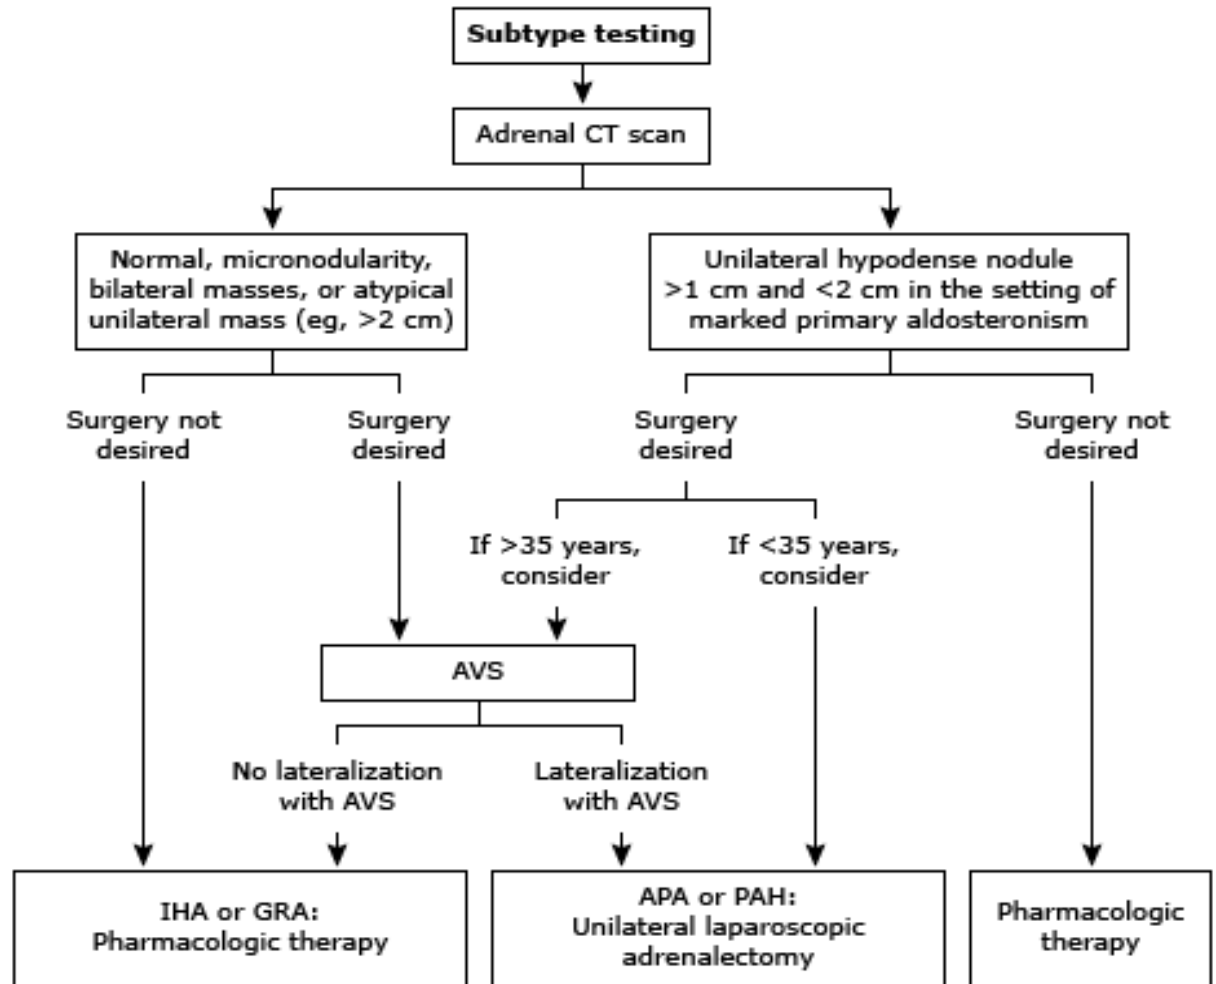 Subtype testing
Adrenal CT scan
Normal, micronodularity,
bilateral masses, or atypical
unilateral mass (eg, >2 cm)
Unilateral hypodense nodule
>1 cm and <2 cm in the setting of
marked primary aldosteronism
Surgery not
desired
Surgery
desired
Surgery
desired
Surgery not
desired
If >35 years,
consider
If <35 years,
consider
AVS
No lateralization
with AVS
Lateralization
with AVS
IHA or GRA:
Pharmacologic therapy
APA or PAH:
Unilateral laparoscopic
adrenalectomy
Pharmacologic
therapy